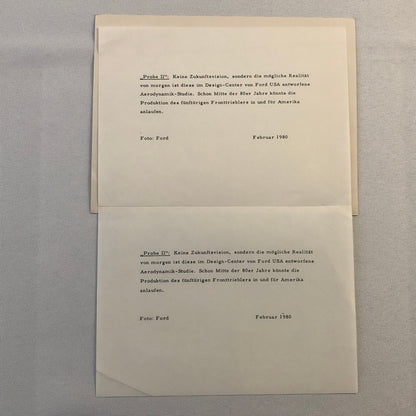 „Probe II": Keine Zukunftsvision, sondern die mögliche Realität
von morgen ist diese im Design-Center von Ford USA entworfene
Aerodynamik-Studie. Schon Mitte der 80er Jahre könnte die
Produktion des fünftürigen Fronttrieblers in und für Amerika
anlaufen.
Foto: Ford Februar 1980
„Probe II": Keine Zukunftsvision, sondern die mögliche Realität
von morgen ist diese im Design-Center von Ford USA entworfene
Aerodynamik-Studie. Schon Mitte der 80er Jahre könnte die
Produktion des fünftürigen Fronttrieblers in und für Amerika
anlaufen.
Foto: Ford Februar 1980